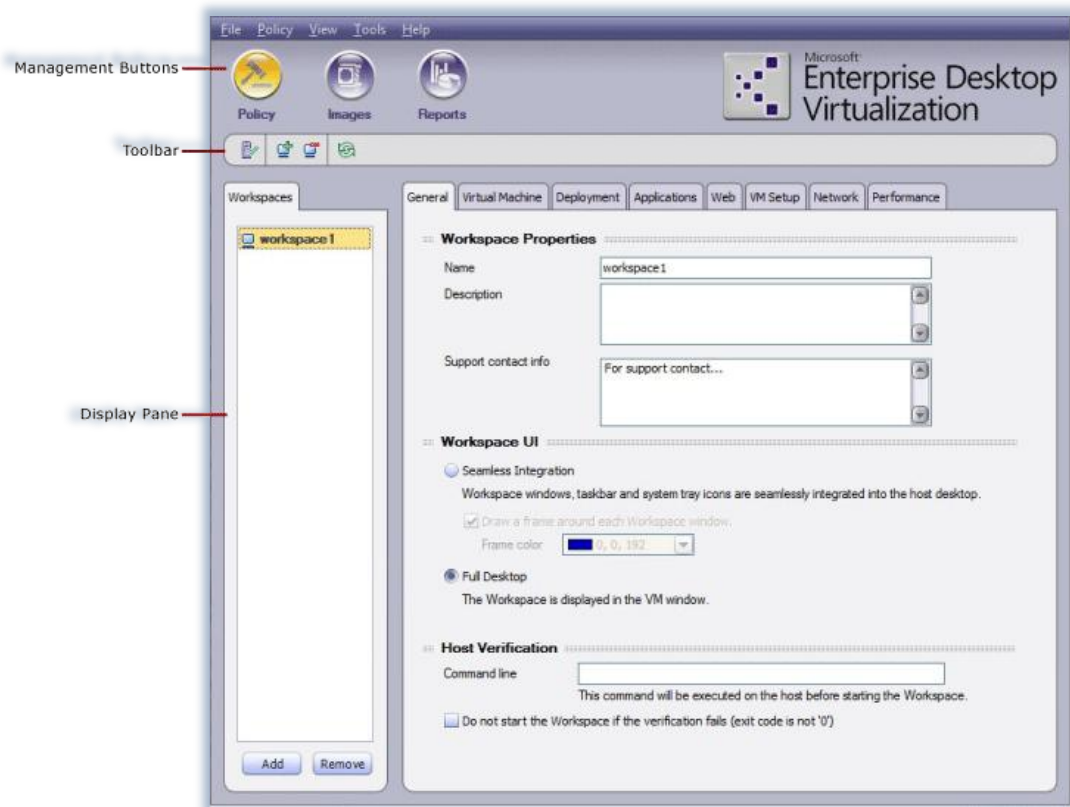 File Policy View Tools Help
Management Buttons
Policy Images Reports
Microsoft
Enterprise Desktop
Virtualization
Toolbar
Workspaces
General Virtual Machine Deployment Applications Web VM Setup Network Performance
workspace1
Workspace Properties
Name workspace1
Description
Support contact info For support contact...
Display Pane
Workspace UI
Seamless Integration
Workspace windows, taskbar and system tray icons are seamlessly integrated into the host desktop.
Draw a frame around each Workspace window.
Frame color 0, 0, 192
Full Desktop
The Workspace is displayed in the VM window.
Host Verification
Command line
This command will be executed on the host before starting the Workspace.
Do not start the Workspace if the verification fails (exit code is not '0')
Add Remove